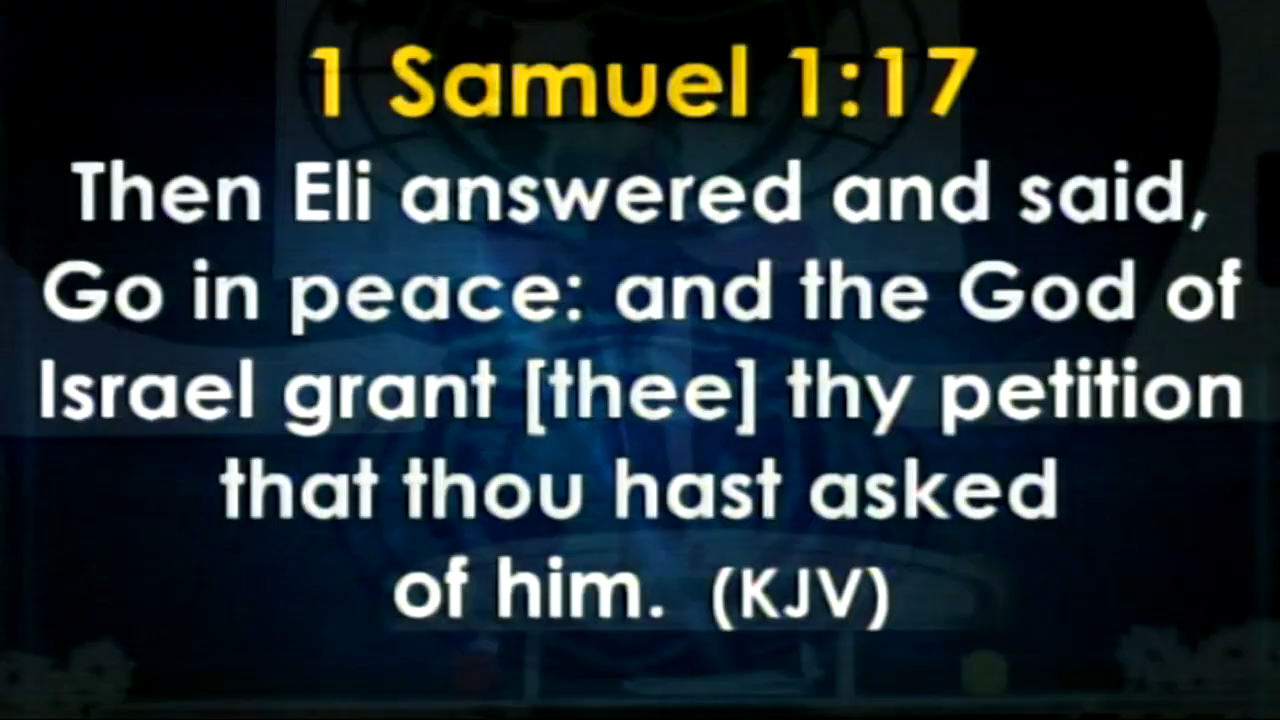 1 Samuel 1:17
Then Eli answered and said,
Go in peace: and the God of
Israel grant [thee] thy petition
that thou hast asked
of him. (KJV)